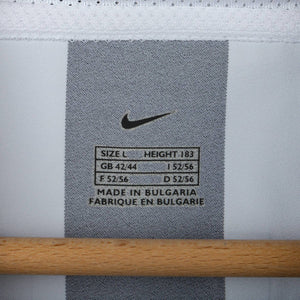 SIZE L HEIGHT 183
GB 42/44 I 52/56
F 52/56 D 52/56
MADE IN BULGARIA
FABRIQUE EN BULGARIE